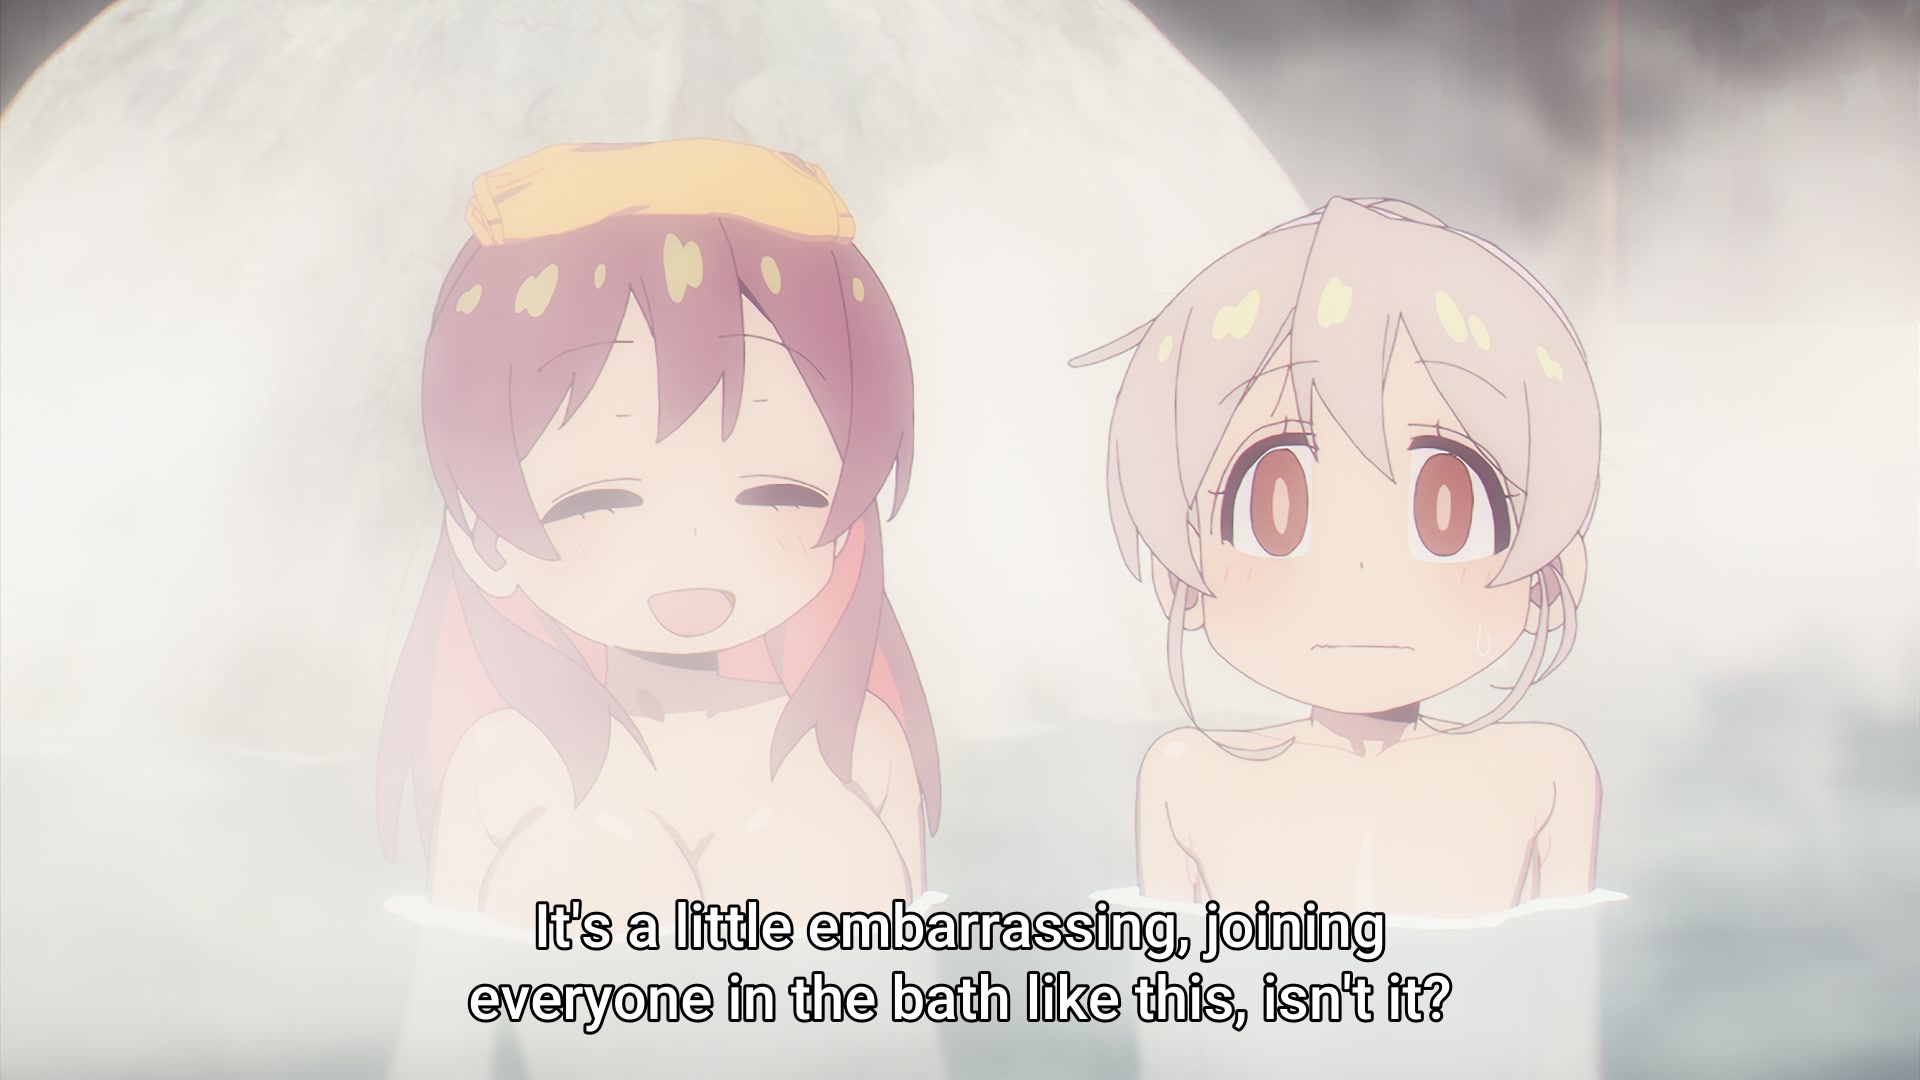 It's a little embarrassing, joining
everyone in the bath like this, isn't it?